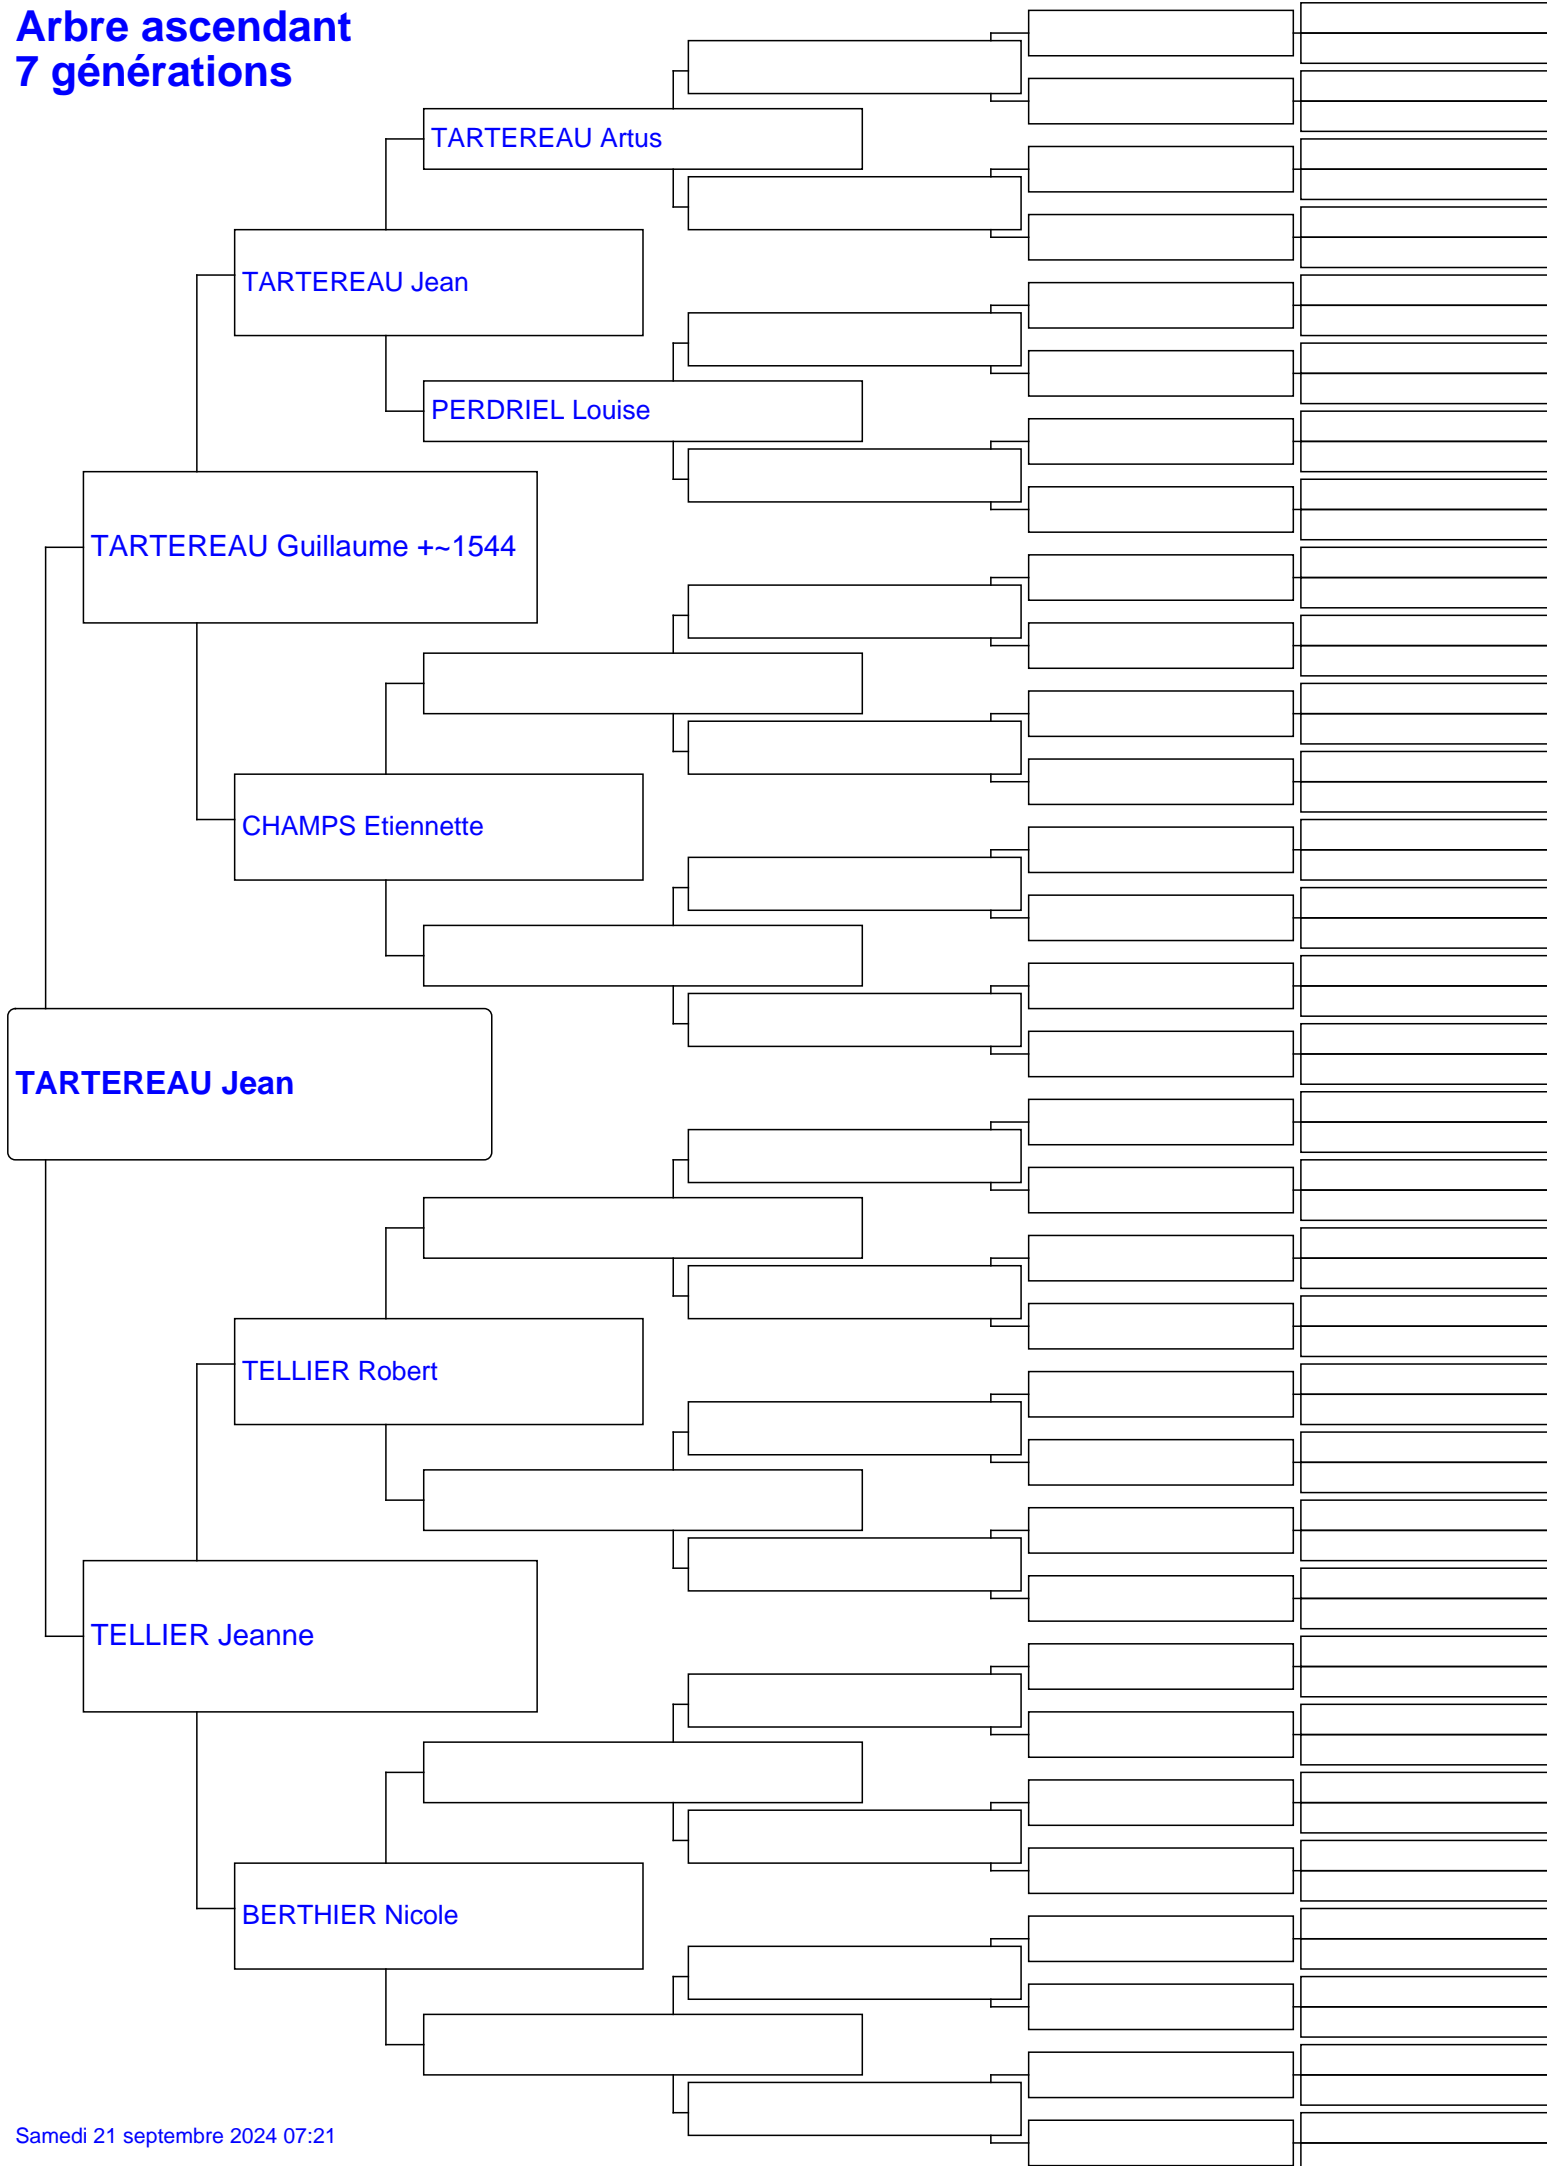 Arbre ascendant
7 générations
TARTEREAU Artus
TARTEREAU Jean
PERDRIEL Louise
TARTEREAU Guillaume +~1544
CHAMPS Etiennette
TARTEREAU Jean
TELLIER Robert
TELLIER Jeanne
BERTHIER Nicole
Samedi 21 septembre 2024 07:21